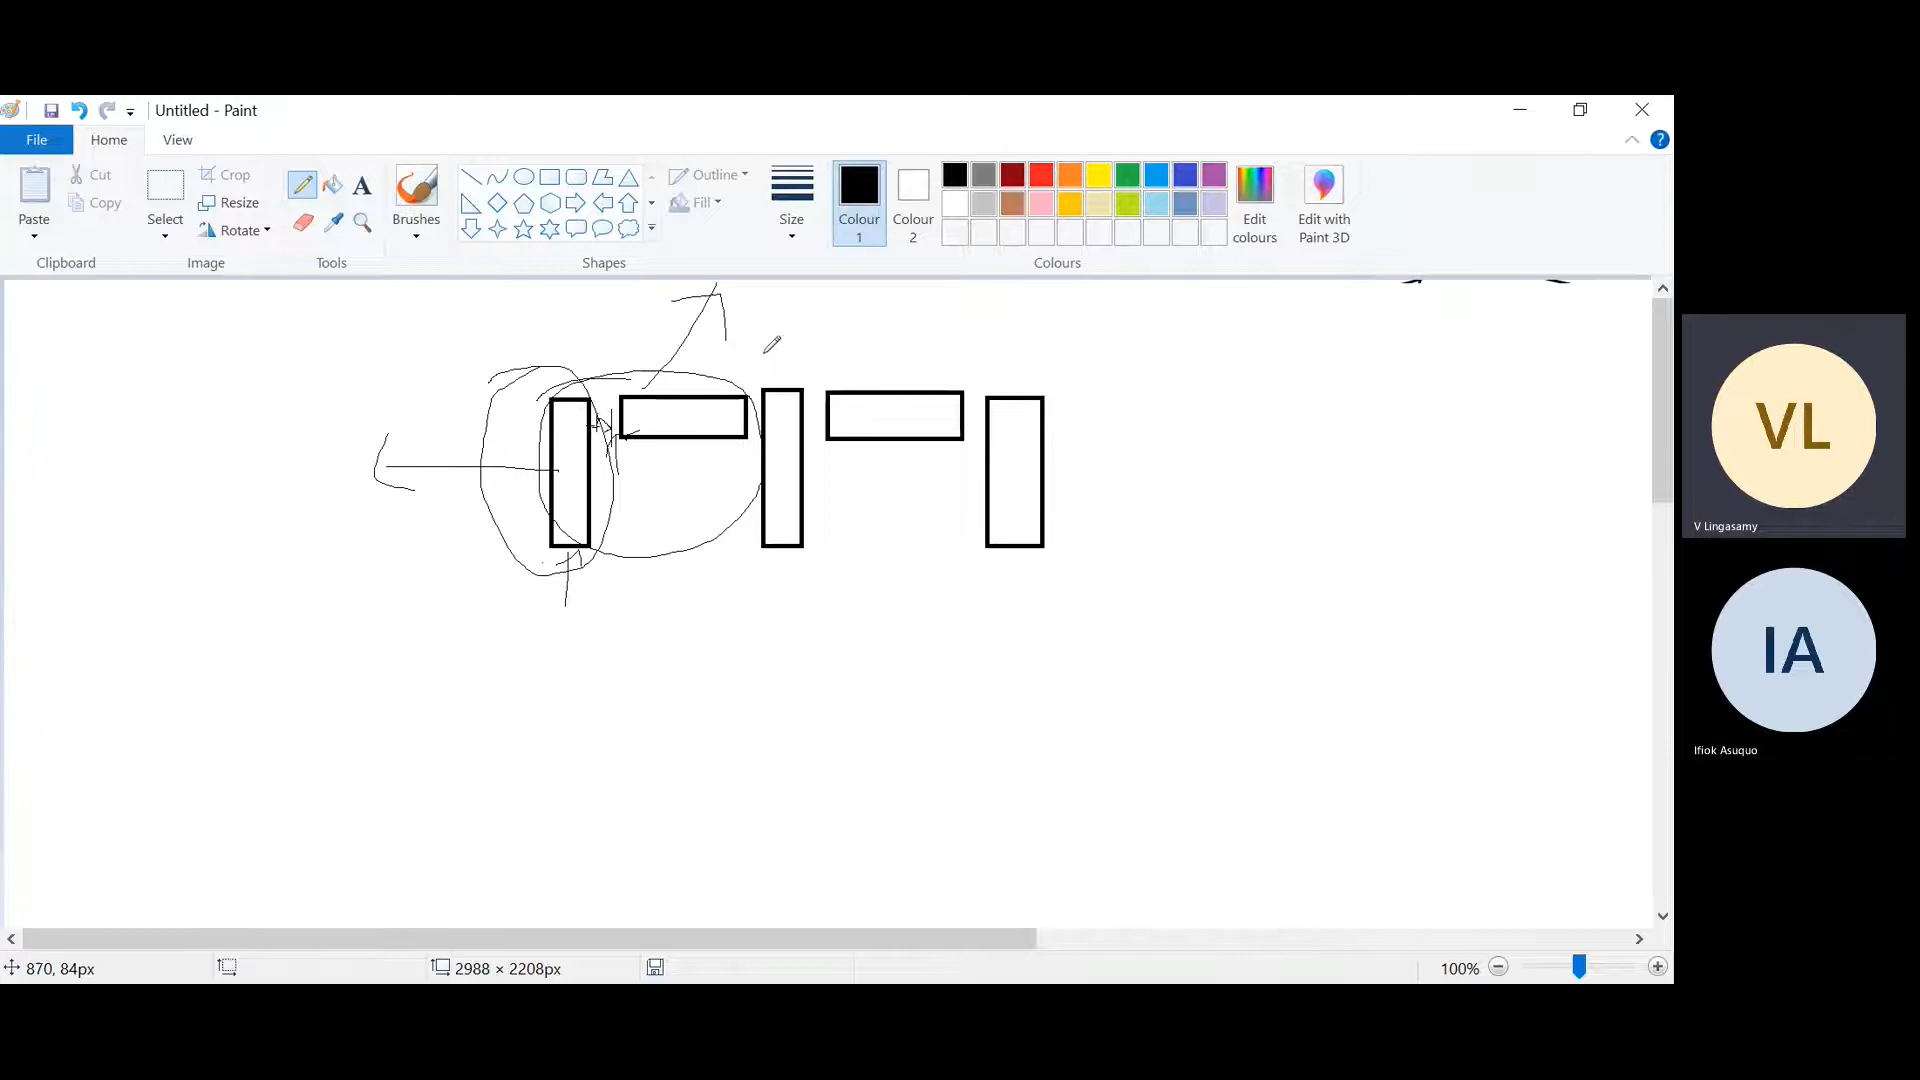 Untitled - Paint
File Home View
Paste
Cut
Copy
Clipboard
Select
Crop
Resize
Rotate
Image
A
Tools
Brushes
Outline
Fill
Shapes
Size
Colour 1
Colour 2
Edit colours
Edit with Paint 3D
Colours
?
VL
V Lingasamy
IA
Ifiok Asuquo
870, 84px
2988 × 2208px
100%